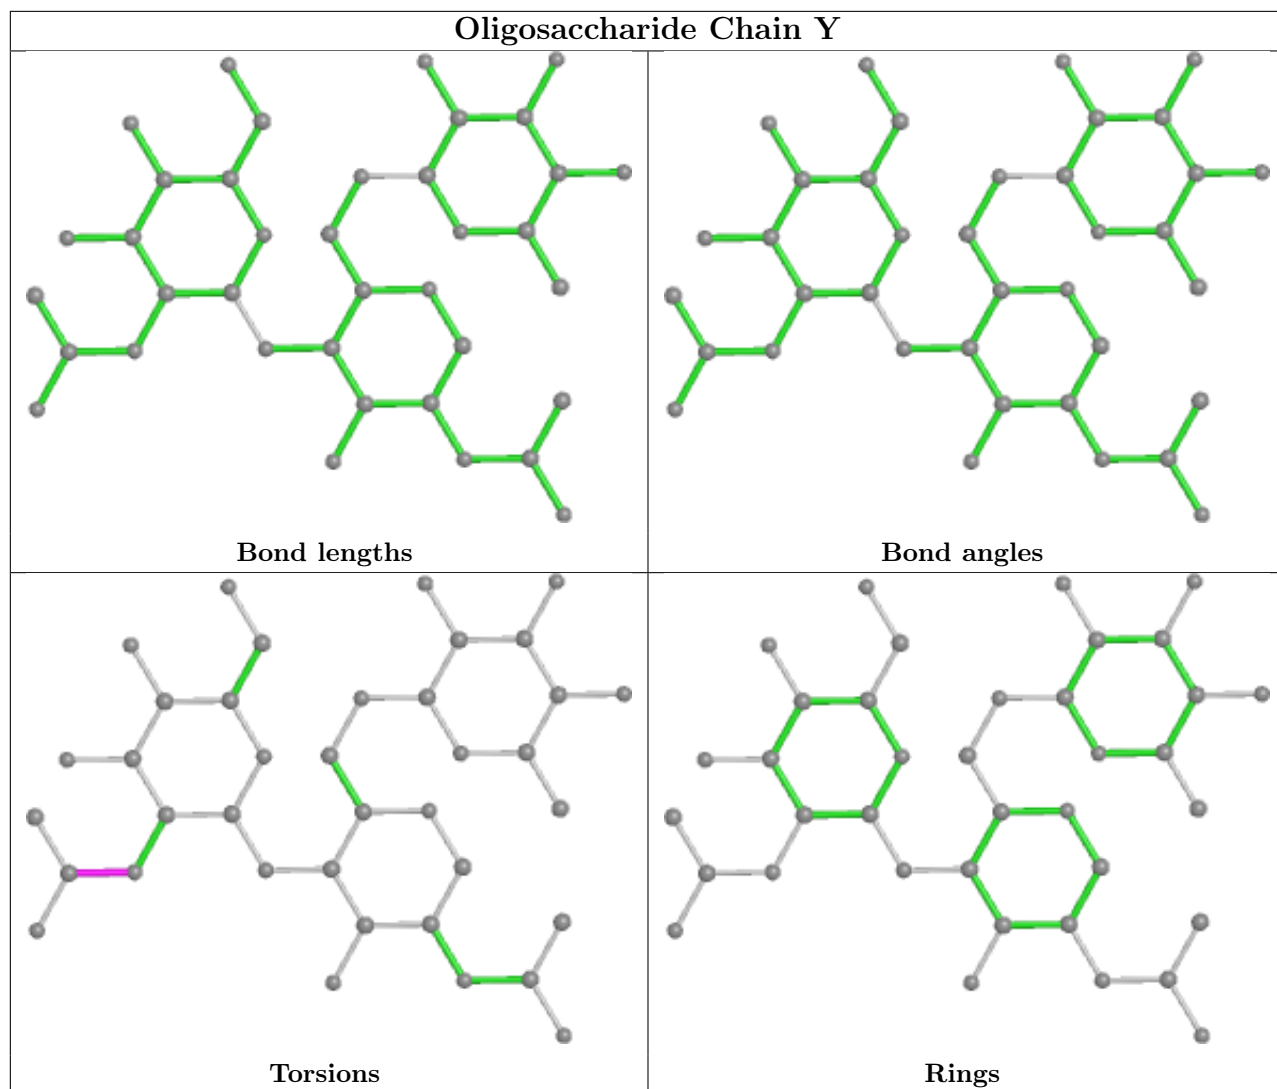 Oligosaccharide Chain Y
Bond lengths
Bond angles
Torsions
Rings